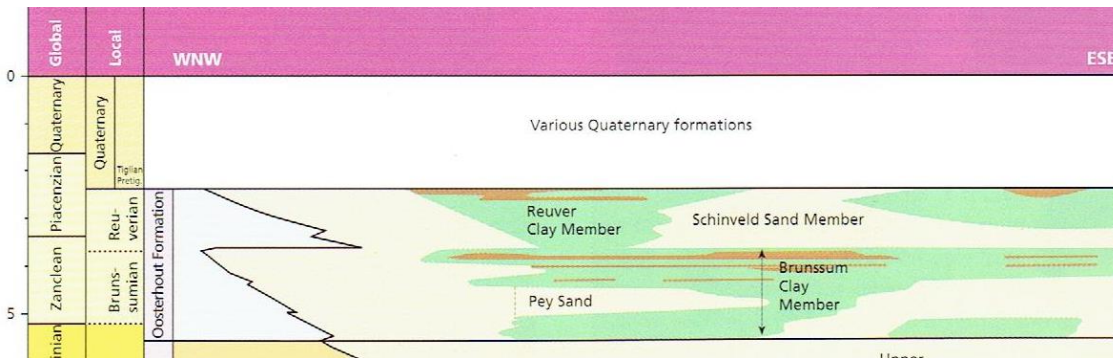 Global
Local
WNW
ESE
0
Quaternary
Quaternary
Tiglian
Pretig.
Piacenzian
Reu-
verian
Oosterhout Formation
Reuver
Clay Member
Schinveld Sand Member
Various Quaternary formations
Zanclean
Bruns-
sumian
Brunssum
Clay
Member
Pey Sand
5
Upper